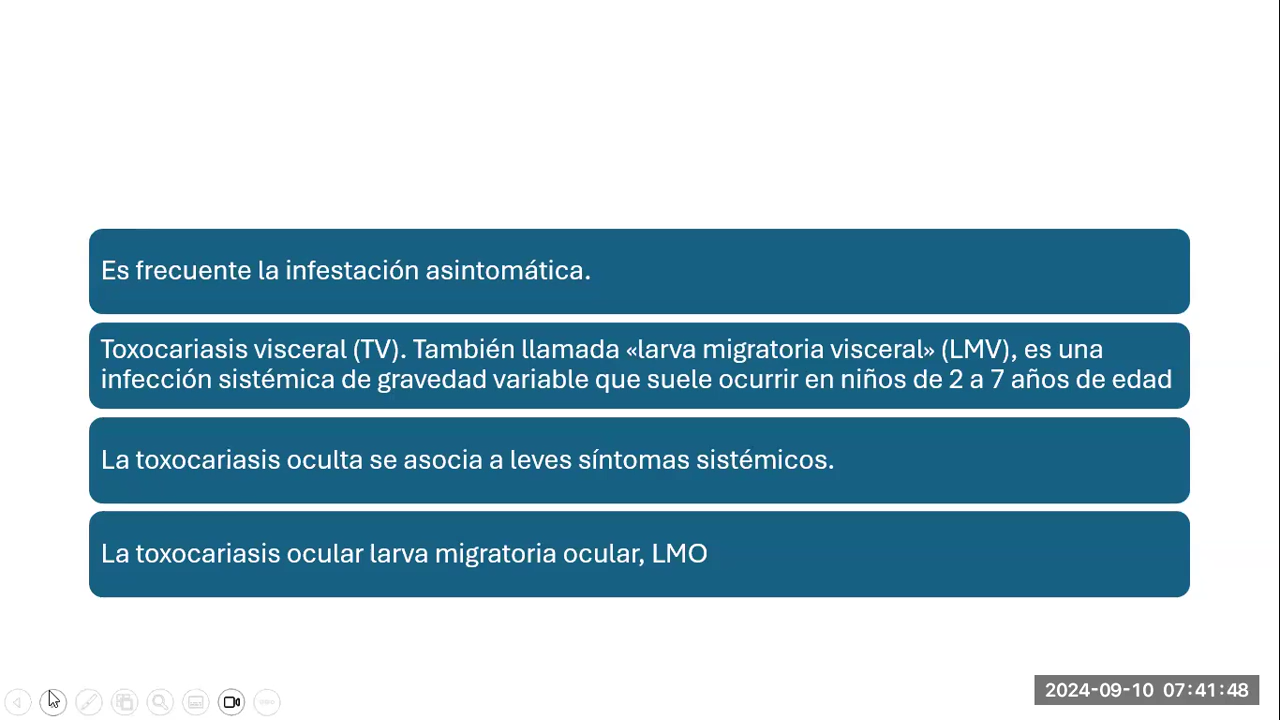 Es frecuente la infestación asintomática.
Toxocariasis visceral (TV). También llamada «larva migratoria visceral» (LMV), es una
infección sistémica de gravedad variable que suele ocurrir en niños de 2 a 7 años de edad
La toxocariasis oculta se asocia a leves síntomas sistémicos.
La toxocariasis ocular larva migratoria ocular, LMO
2024-09-10 07:41:48